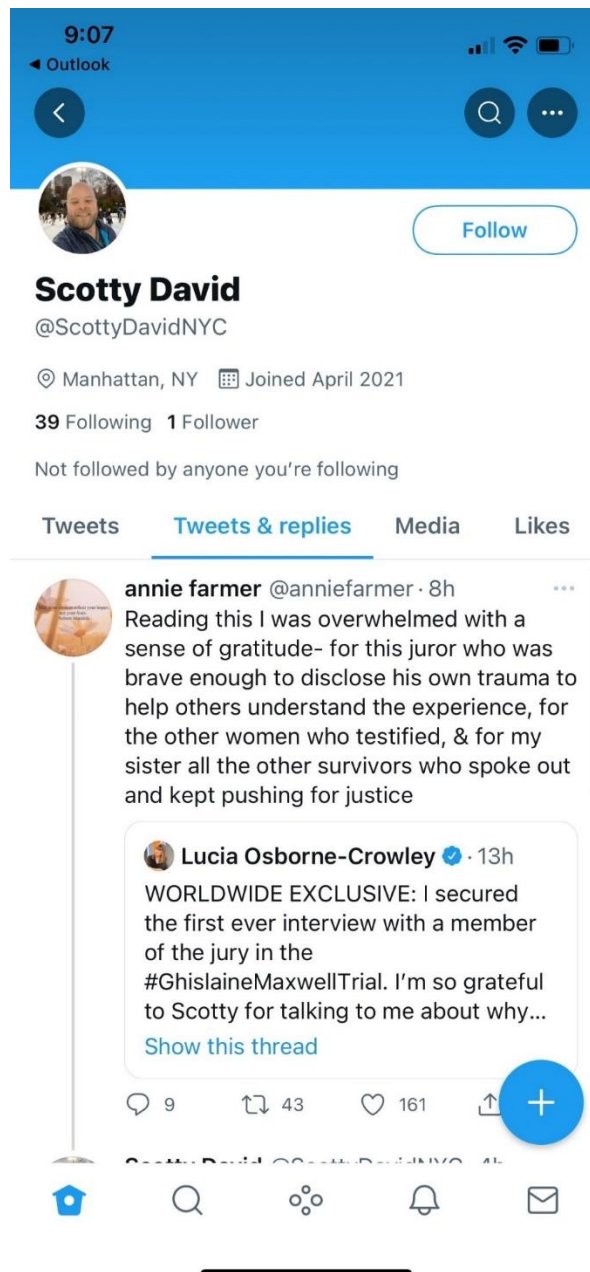 9:07
◀ Outlook
Follow
Scotty David
@ScottyDavidNYC
Manhattan, NY Joined April 2021
39 Following 1 Follower
Not followed by anyone you're following
Tweets Tweets & replies Media Likes
annie farmer @anniefarmer · 8h
Reading this I was overwhelmed with a
sense of gratitude- for this juror who was
brave enough to disclose his own trauma to
help others understand the experience, for
the other women who testified, & for my
sister all the other survivors who spoke out
and kept pushing for justice
Lucia Osborne-Crowley · 13h
WORLDWIDE EXCLUSIVE: I secured
the first ever interview with a member
of the jury in the
#GhislaineMaxwellTrial. I'm so grateful
to Scotty for talking to me about why...
Show this thread
9 43 161
Scotty David @ScottyDavidNYC · 4h